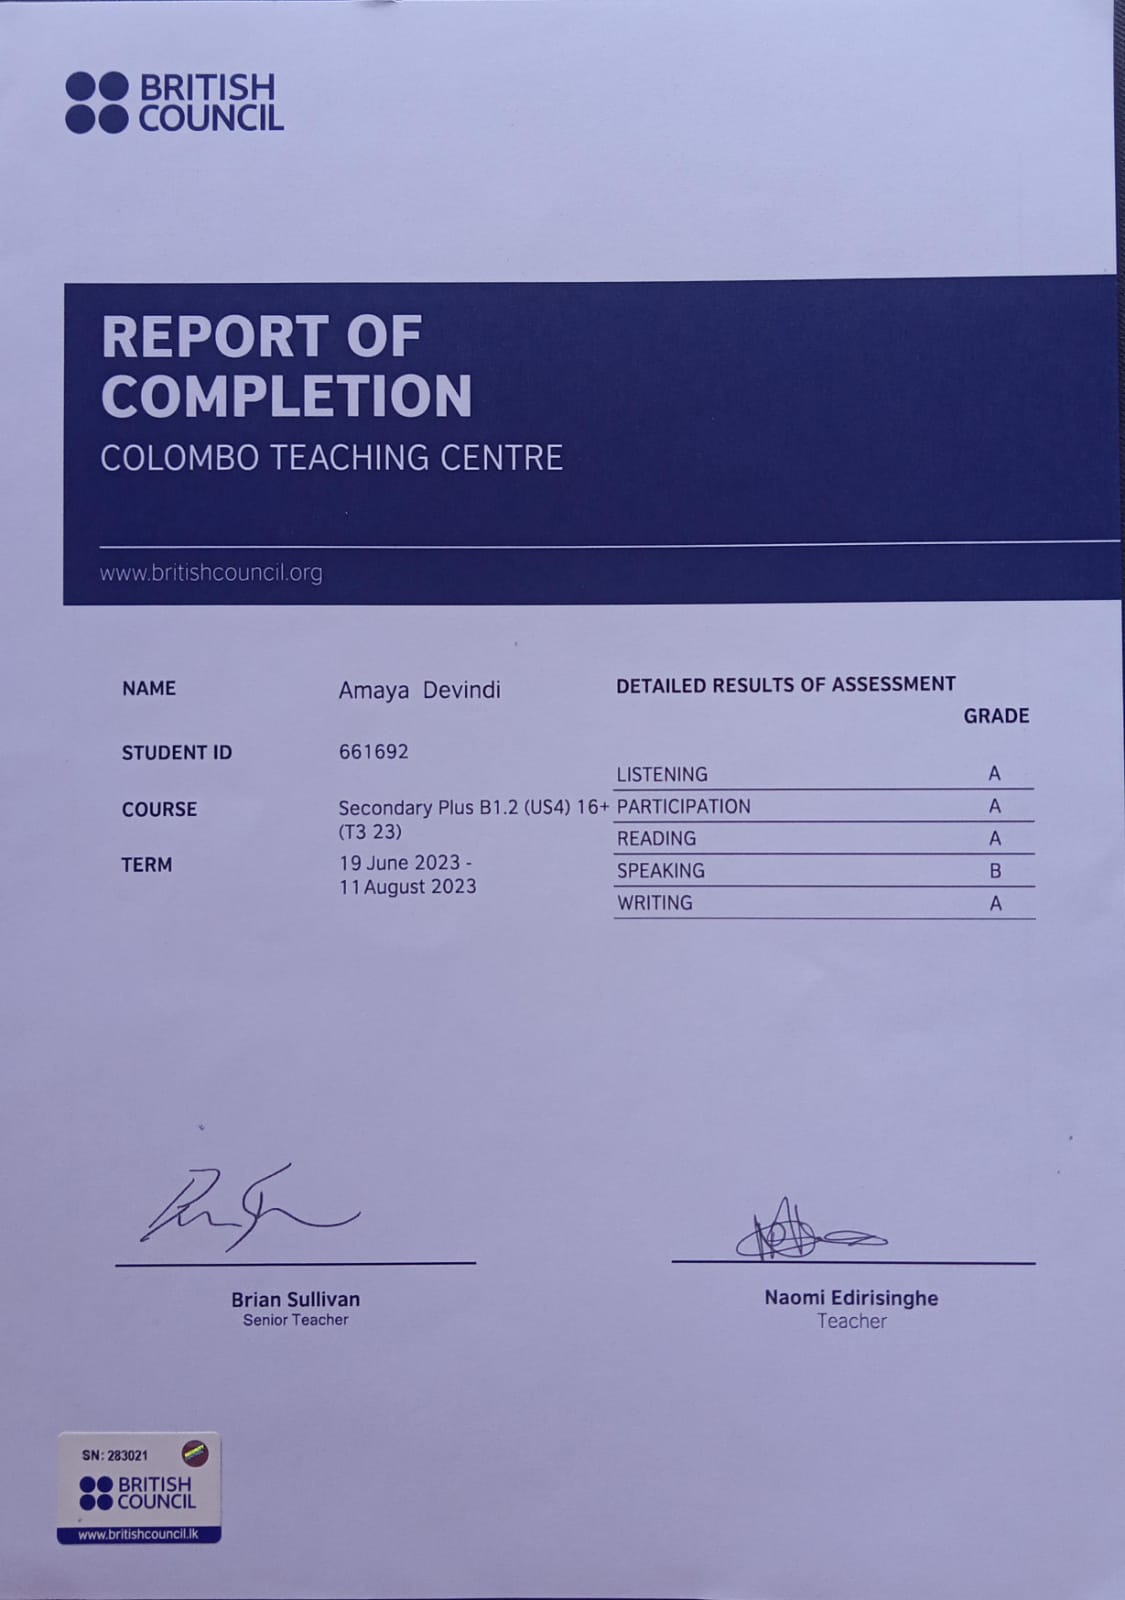 BRITISH
COUNCIL
REPORT OF
COMPLETION
COLOMBO TEACHING CENTRE
www.britishcouncil.org
NAME Amaya Devindi
STUDENT ID 661692
COURSE Secondary Plus B1.2 (US4) 16+
(T3 23)
TERM 19 June 2023 -
11 August 2023
DETAILED RESULTS OF ASSESSMENT
GRADE
LISTENING A
PARTICIPATION A
READING A
SPEAKING B
WRITING A
Brian Sullivan
Senior Teacher
Naomi Edirisinghe
Teacher
SN: 283021
BRITISH
COUNCIL
www.britishcouncil.lk